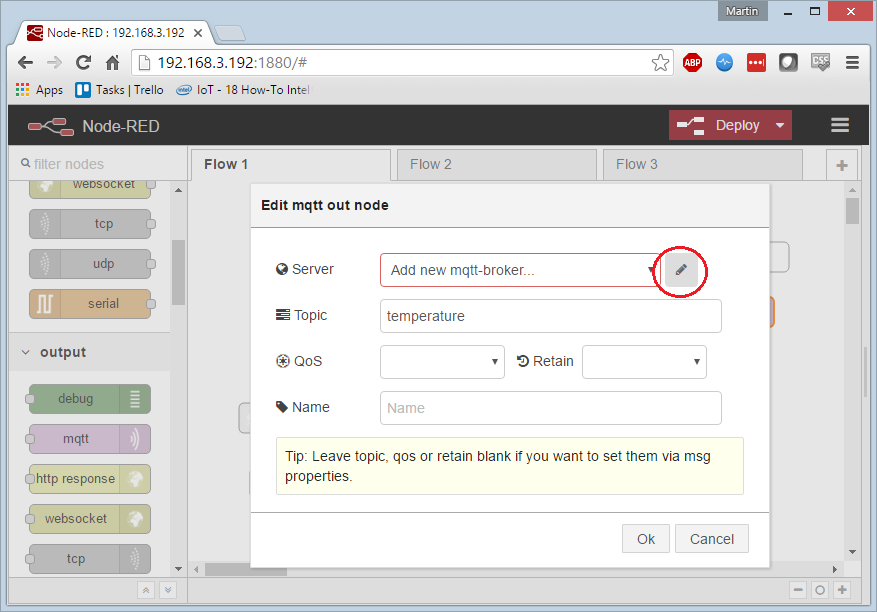 Martin
Node-RED : 192.168.3.192
192.168.3.192:1880/#
ABP
CSS
Apps
Tasks | Trello
IoT - 18 How-To Intel
Node-RED
Deploy
filter nodes
Flow 1
Flow 2
Flow 3
websocket
tcp
udp
serial
output
debug
mqtt
http response
websocket
tcp
Edit mqtt out node
Server
Add new mqtt-broker...
Topic
temperature
QoS
Retain
Name
Name
Tip: Leave topic, qos or retain blank if you want to set them via msg
properties.
Ok
Cancel